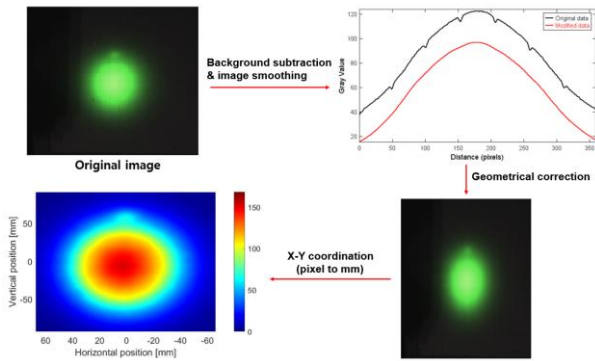 Original image
Background subtraction
& image smoothing
Original data
Modified data
Gray Value
120
100
80
60
40
20
0 50 100 150 200 250 300 350
Distance (pixels)
Geometrical correction
X-Y coordination
(pixel to mm)
Vertical position [mm]
50
0
-50
60 40 20 0 -20 -40 -60
Horizontal position [mm]
150
100
50
0